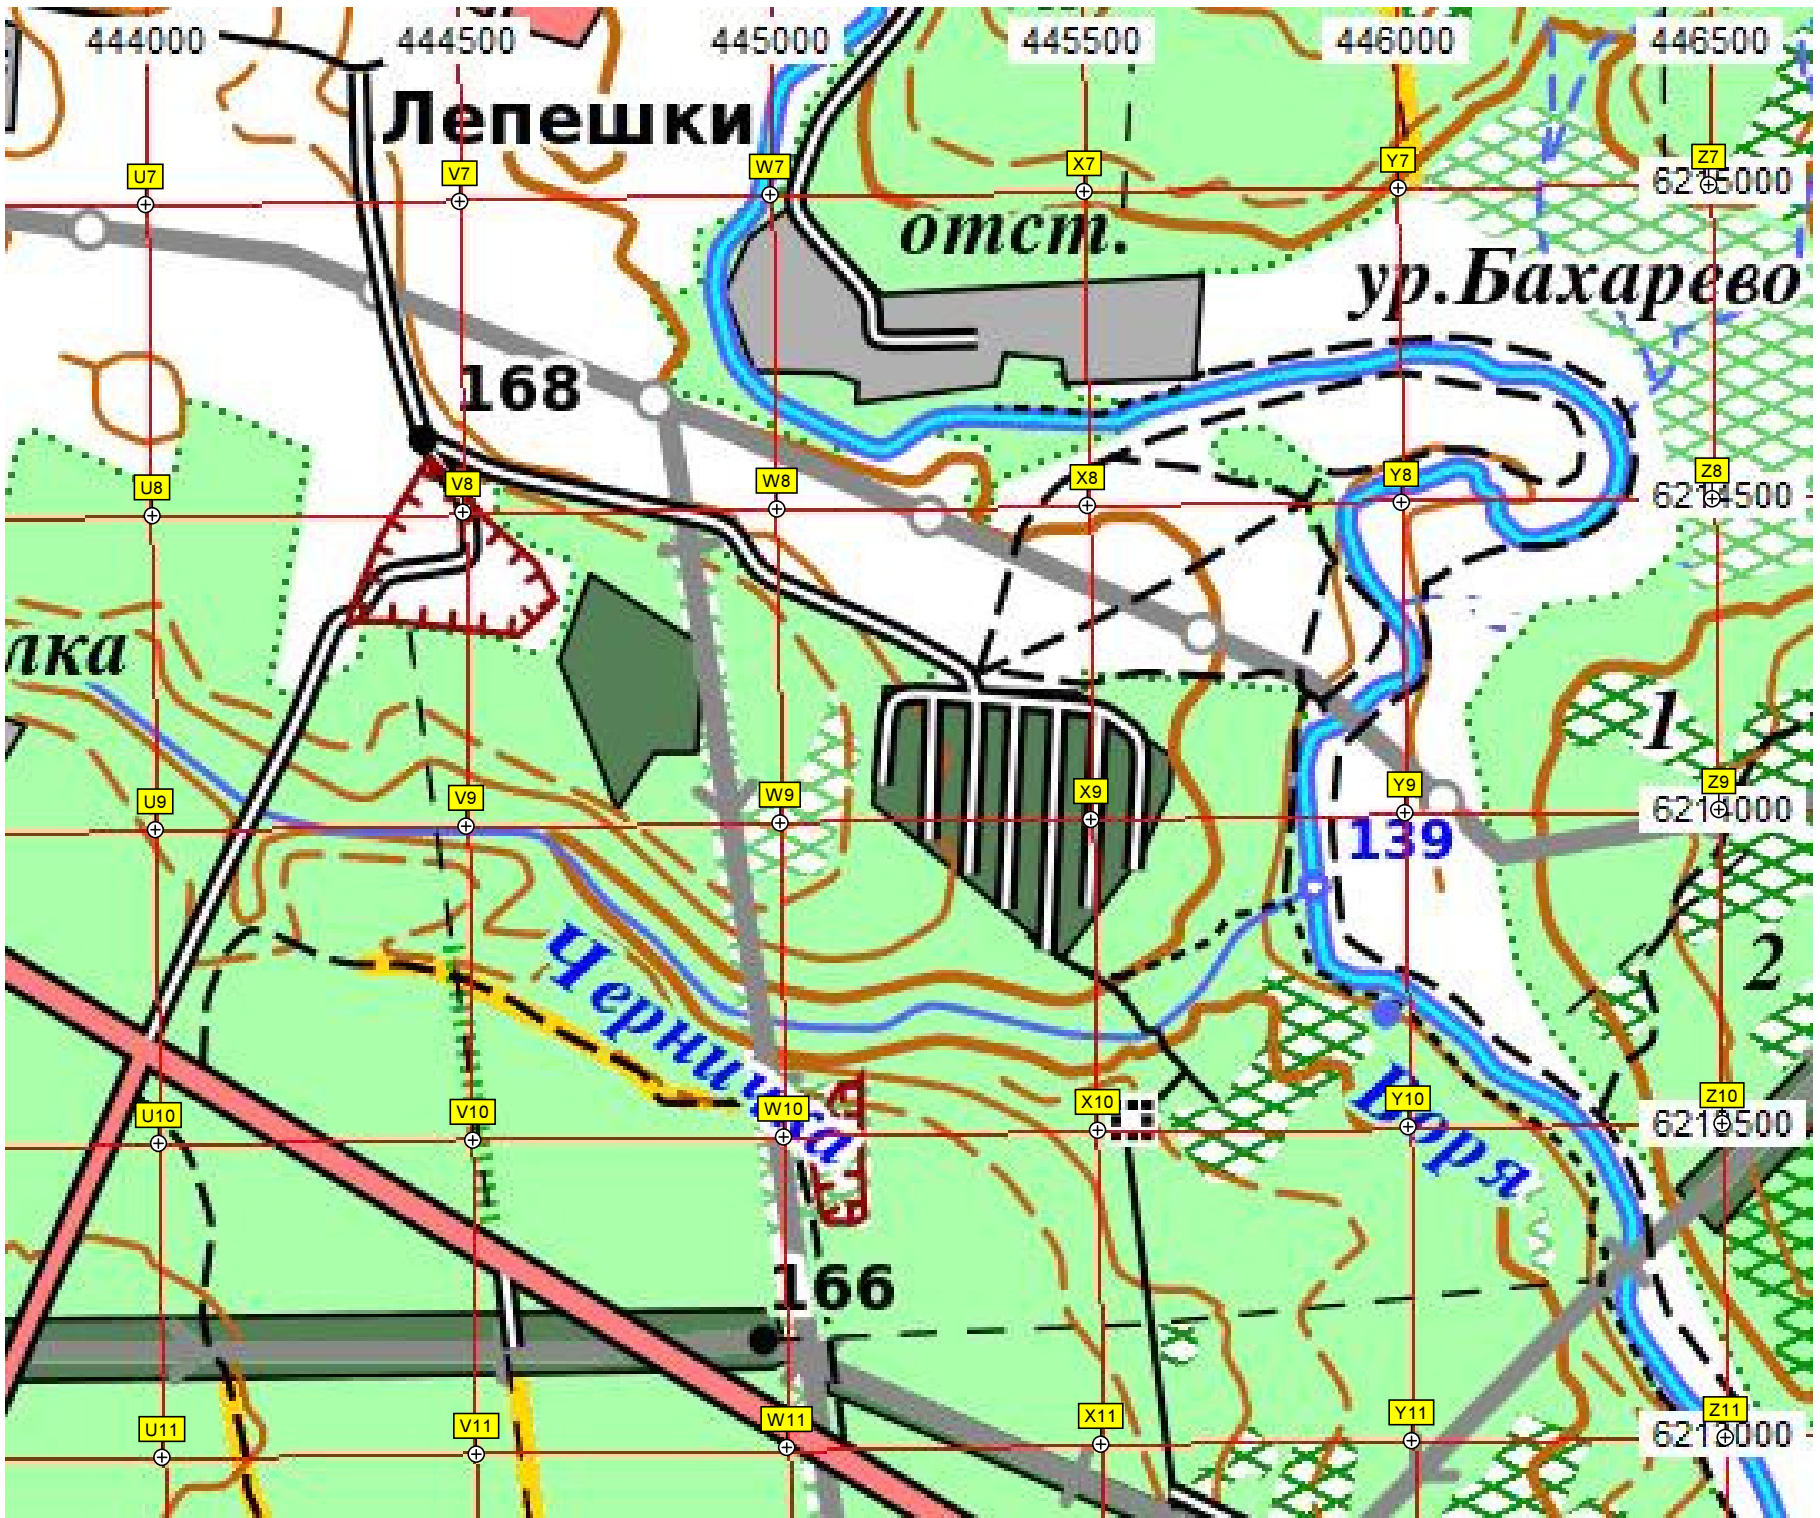 444000 444500 445000 445500 446000 446500
Лепешки
U7 V7 W7 X7 Y7 Z7
6215000
отст.
ур.Бахарево
168
U8 V8 W8 X8 Y8 Z8
6214500
лка
1
U9 V9 W9 X9 Y9 Z9
6214000
139
Черничка
2
U10 V10 W10 X10 Y10 Z10
6213500
Воря
166
U11 V11 W11 X11 Y11 Z11
6213000